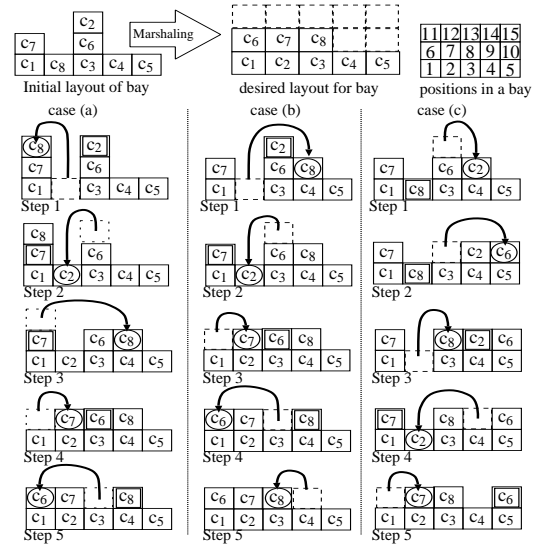 c2
c7 c6
c1 c8 c3 c4 c5
Initial layout of bay
Marshaling
c6 c7 c8
c1 c2 c3 c4 c5
desired layout for bay
11 12 13 14 15
6 7 8 9 10
1 2 3 4 5
positions in a bay
case (a)
c8 c2
c7 c6
c1 c3 c4 c5
Step 1
c8
c7 c6
c1 c2 c3 c4 c5
Step 2
c7 c6 c8
c1 c2 c3 c4 c5
Step 3
c7 c6 c8
c1 c2 c3 c4 c5
Step 4
c6 c7 c8
c1 c2 c3 c4 c5
Step 5
case (b)
c2
c7 c6 c8
c1 c3 c4 c5
Step 1
c7 c6 c8
c1 c2 c3 c4 c5
Step 2
c7 c6 c8
c1 c2 c3 c4 c5
Step 3
c6 c7 c8
c1 c2 c3 c4 c5
Step 4
c6 c7 c8
c1 c2 c3 c4 c5
Step 5
case (c)
c7 c6 c2
c1 c8 c3 c4 c5
Step 1
c7 c2 c6
c1 c8 c3 c4 c5
Step 2
c7 c8 c2 c6
c1 c3 c4 c5
Step 3
c7 c8 c6
c1 c2 c3 c4 c5
Step 4
c7 c8 c6
c1 c2 c3 c4 c5
Step 5